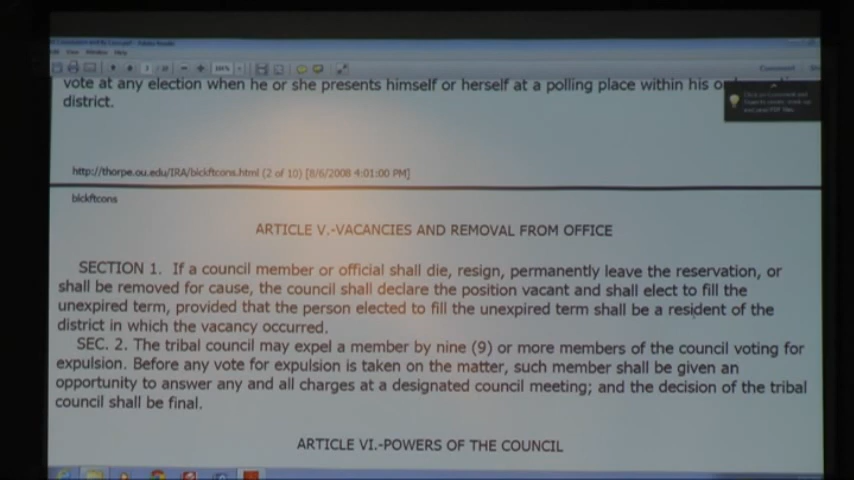 Window Help
vote at any election when he or she presents himself or herself at a polling place within his or
district.
http://thorpe.ou.edu/IRA/blckftcons.html (2 of 10) [8/6/2008 4:01:00 PM]
blckftcons
ARTICLE V.-VACANCIES AND REMOVAL FROM OFFICE
SECTION 1. If a council member or official shall die, resign, permanently leave the reservation, or
shall be removed for cause, the council shall declare the position vacant and shall elect to fill the
unexpired term, provided that the person elected to fill the unexpired term shall be a resident of the
district in which the vacancy occurred.
SEC. 2. The tribal council may expel a member by nine (9) or more members of the council voting for
expulsion. Before any vote for expulsion is taken on the matter, such member shall be given an
opportunity to answer any and all charges at a designated council meeting; and the decision of the tribal
council shall be final.
ARTICLE VI.-POWERS OF THE COUNCIL